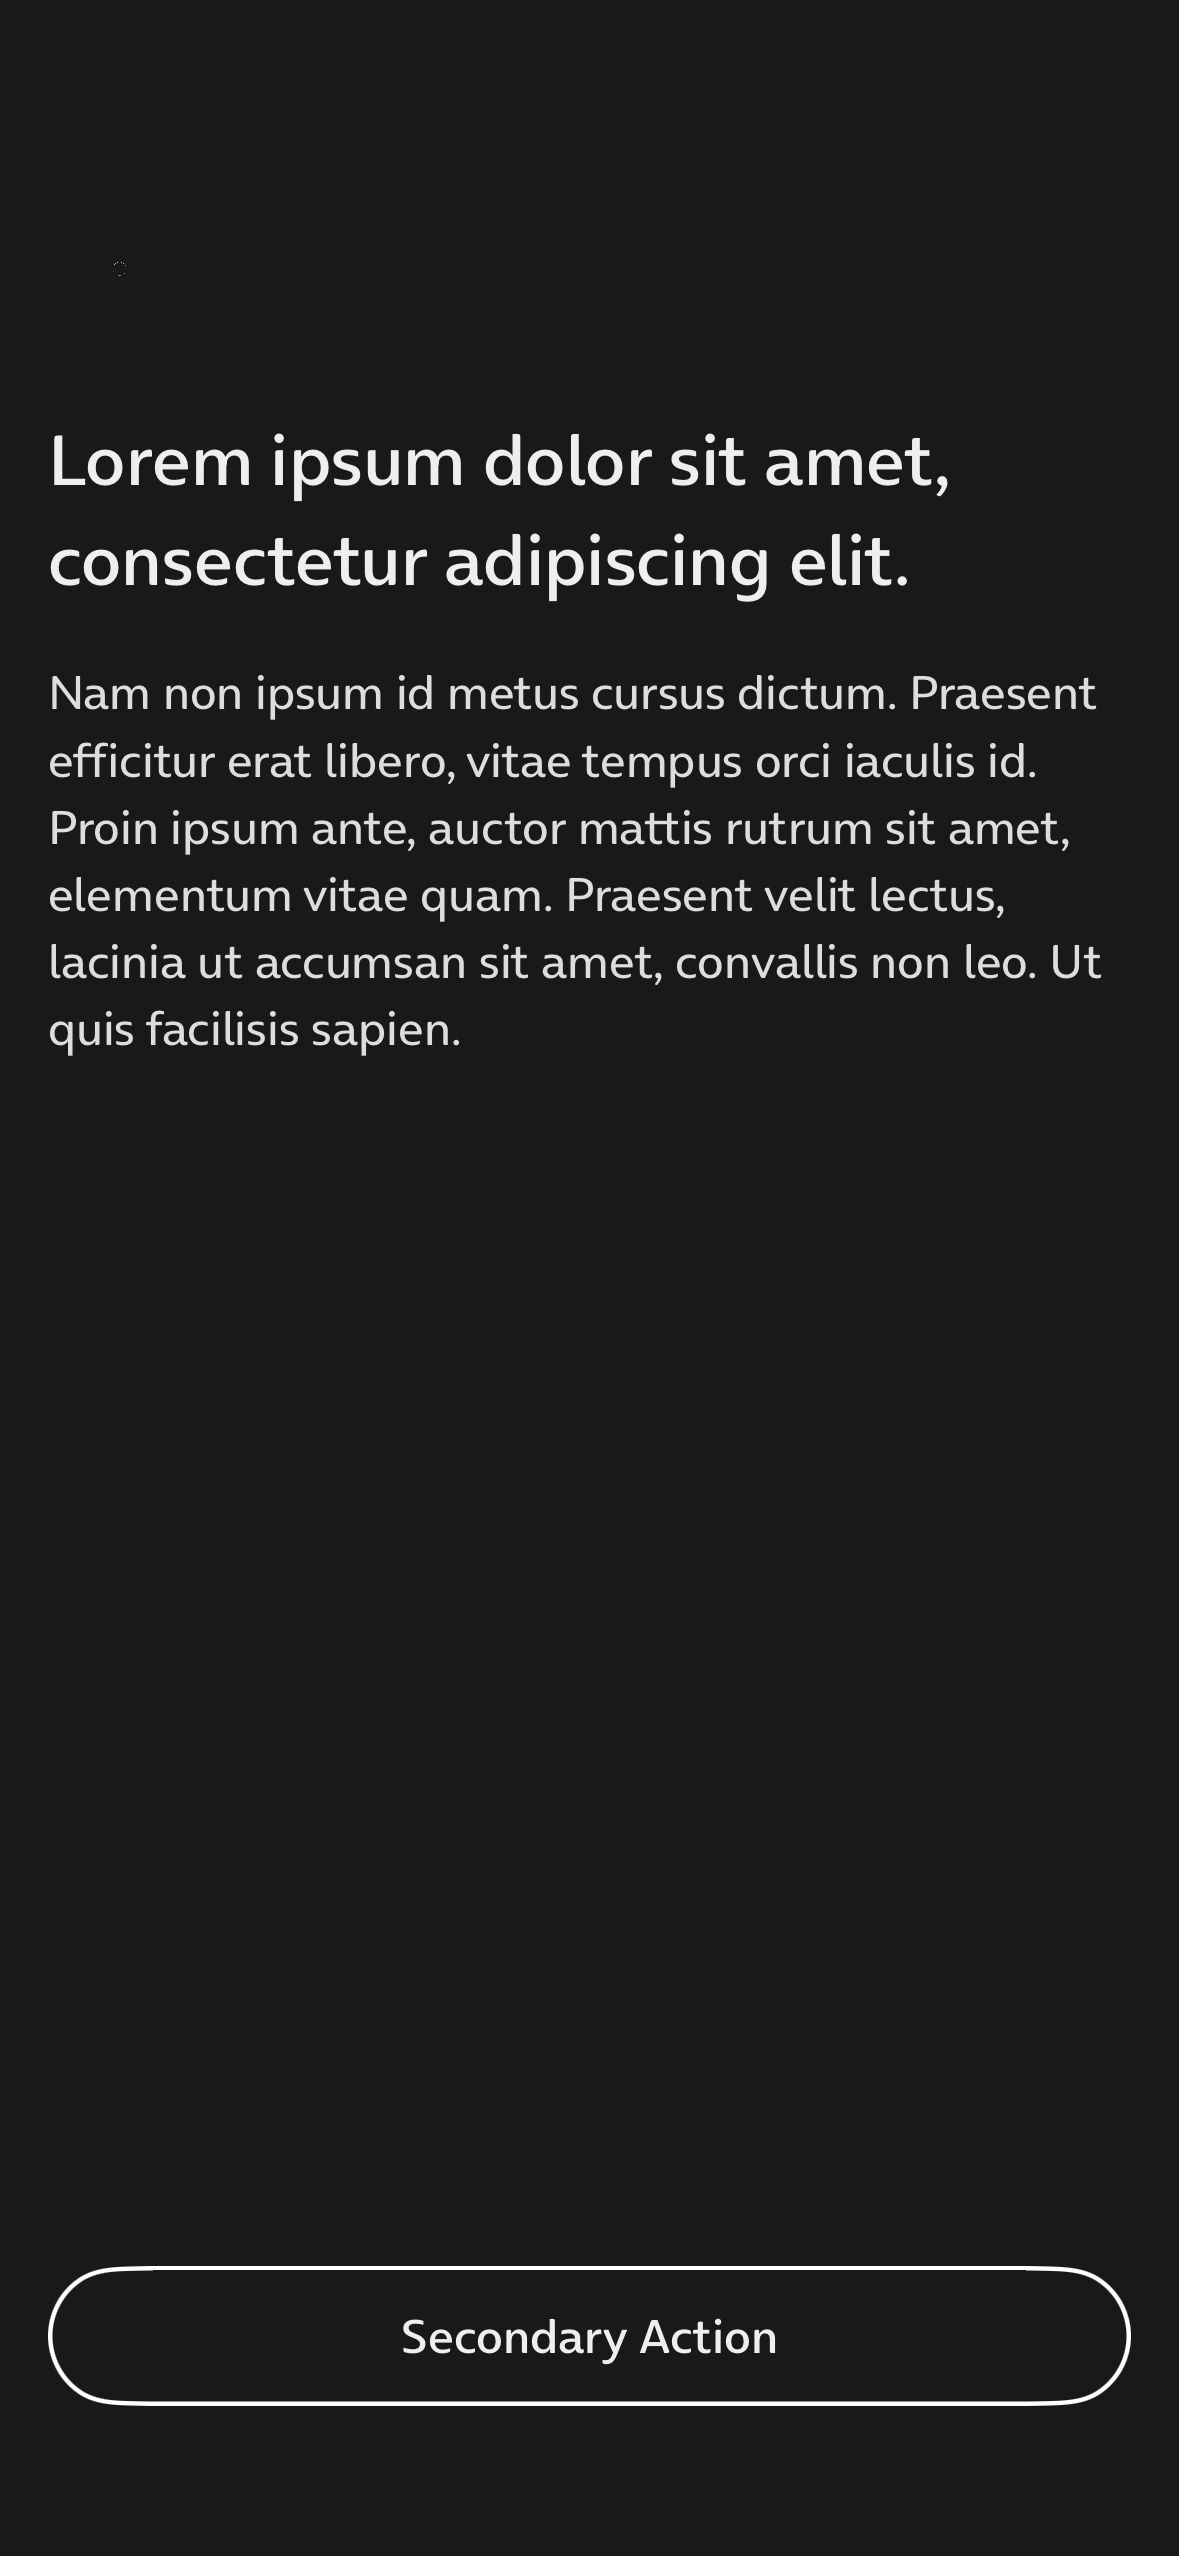 Lorem ipsum dolor sit amet,
consectetur adipiscing elit.
Nam non ipsum id metus cursus dictum. Praesent
efficitur erat libero, vitae tempus orci iaculis id.
Proin ipsum ante, auctor mattis rutrum sit amet,
elementum vitae quam. Praesent velit lectus,
lacinia ut accumsan sit amet, convallis non leo. Ut
quis facilisis sapien.
Secondary Action